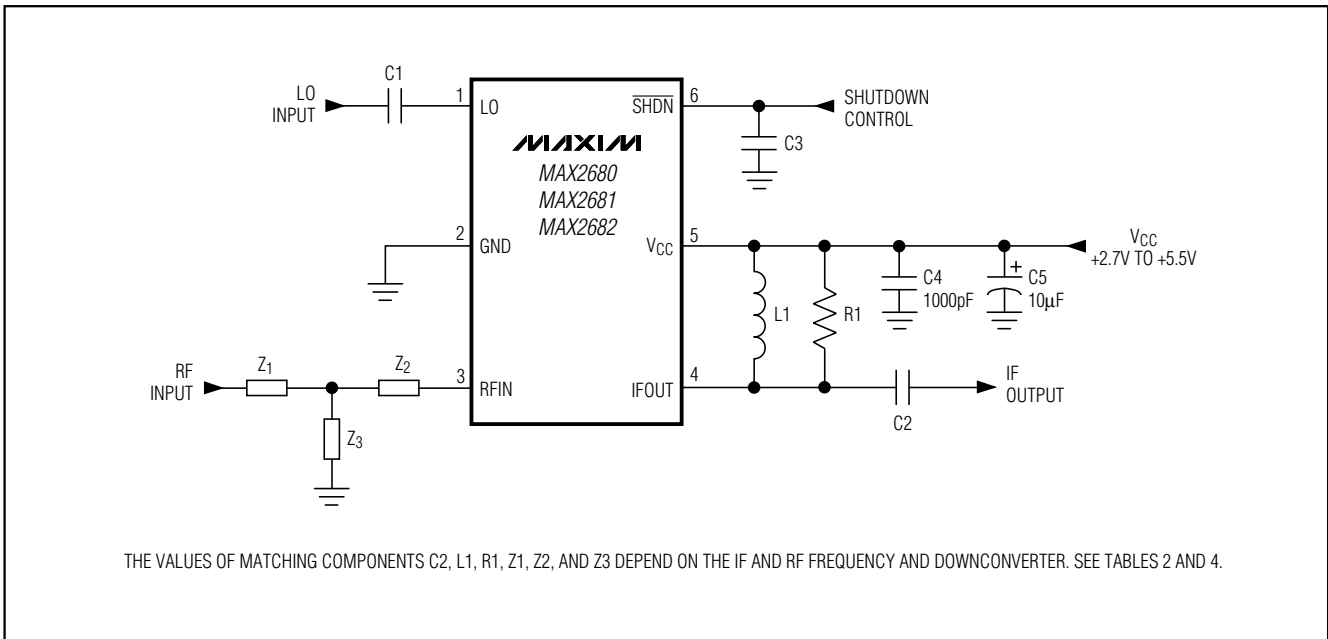 C1
LO
INPUT
1
LO
SHDN
6
SHUTDOWN
CONTROL
C3
MAXIM
MAX2680
MAX2681
MAX2682
2
GND
VCC
5
VCC
+2.7V TO +5.5V
C4
1000pF
+
C5
10μF
L1
R1
RF
INPUT
Z1
Z2
3
RFIN
IFOUT
4
IF
OUTPUT
C2
Z3
THE VALUES OF MATCHING COMPONENTS C2, L1, R1, Z1, Z2, AND Z3 DEPEND ON THE IF AND RF FREQUENCY AND DOWNCONVERTER. SEE TABLES 2 AND 4.